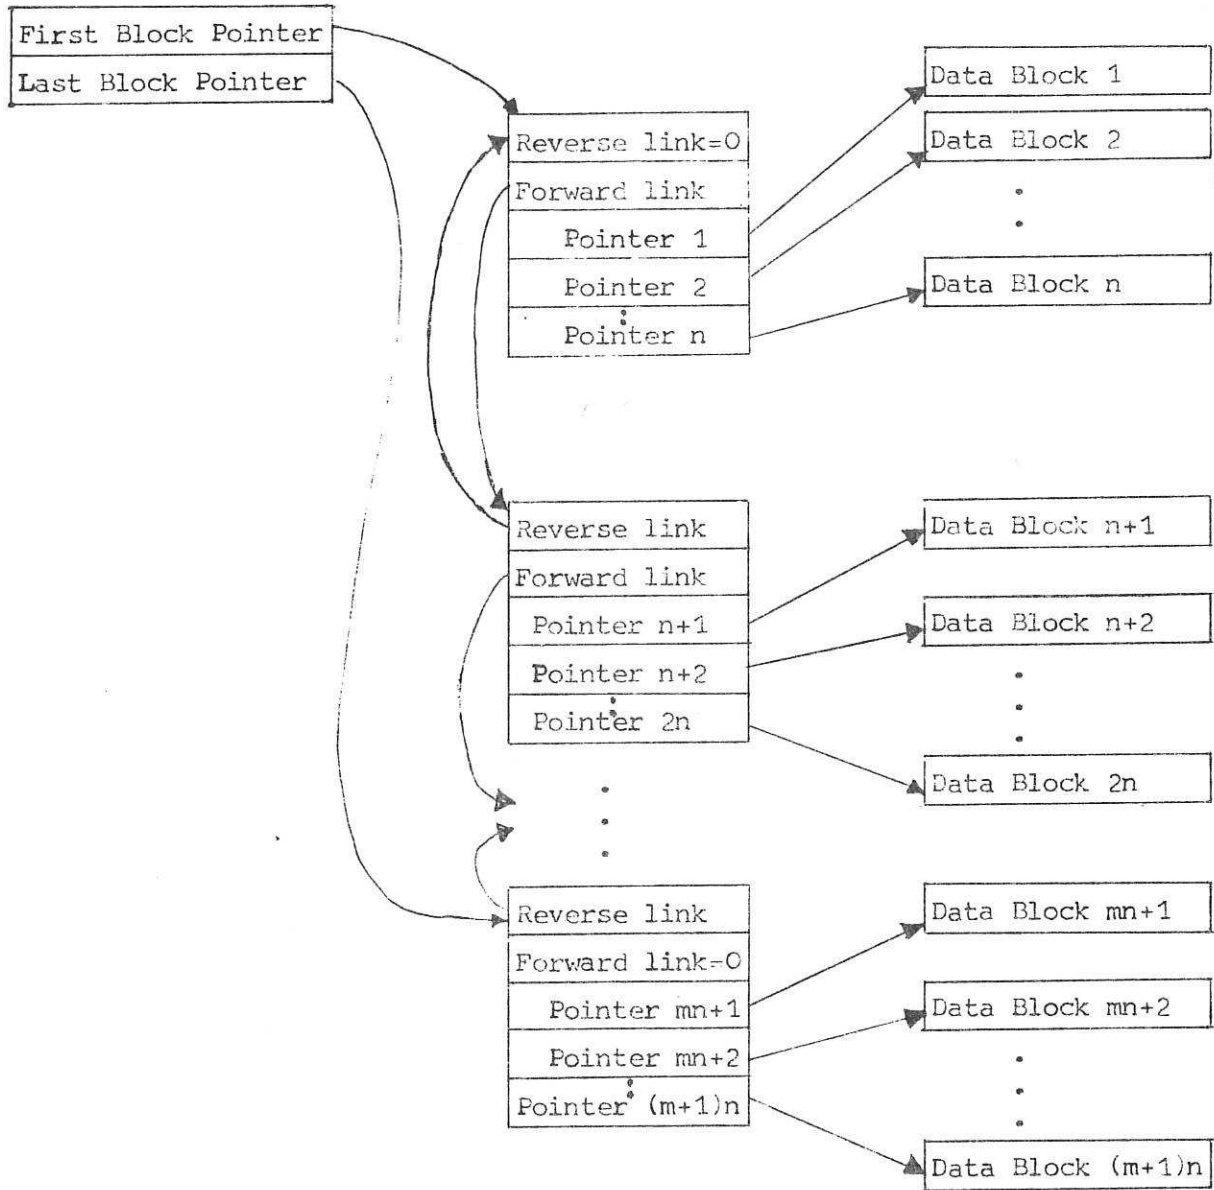 First Block Pointer
Last Block Pointer
Reverse link=0
Forward link
Pointer 1
Pointer 2
Pointer n
Data Block 1
Data Block 2
Data Block n
Reverse link
Forward link
Pointer n+1
Pointer n+2
Pointer 2n
Data Block n+1
Data Block n+2
Data Block 2n
Reverse link
Forward link=0
Pointer mn+1
Pointer mn+2
Pointer (m+1)n
Data Block mn+1
Data Block mn+2
Data Block (m+1)n